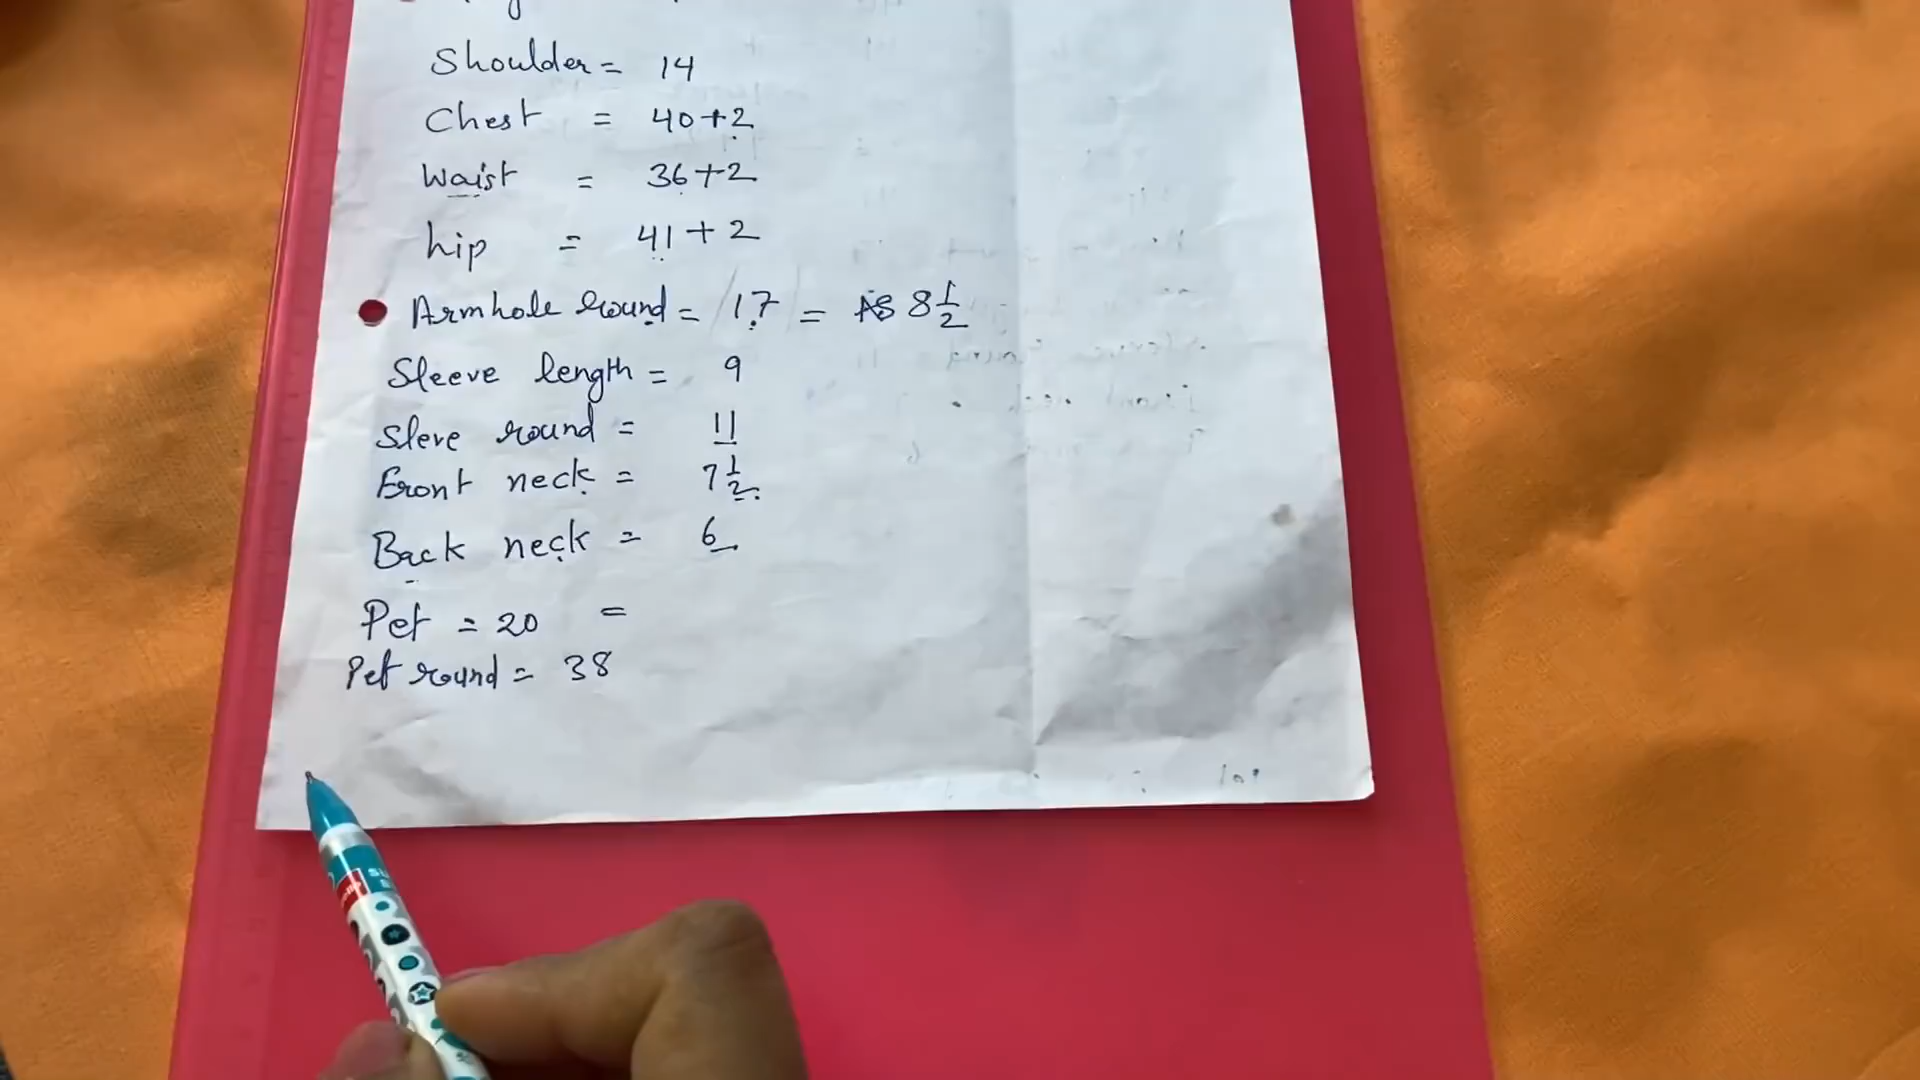 Shoulder = 14
Chest = 40+2
Waist = 36+2
hip = 41+2
Armhole round = 17 = 8 1/2
Sleeve length = 9
Sleve round = 11
Front neck = 7 1/2
Back neck = 6
Pet = 20 =
Pet round = 38